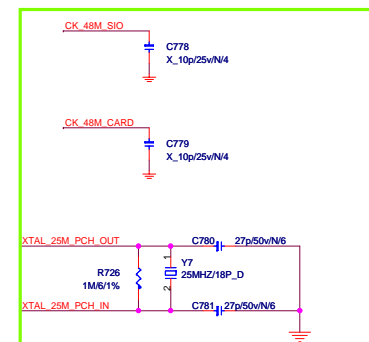 CK_48M_SIO
C778
X_10p/25v/N/4
CK_48M_CARD
C779
X_10p/25v/N/4
XTAL_25M_PCH_OUT
C780 27p/50v/N/6
1
Y7
R726
25MHZ/18P_D
1M/6/1%
2
XTAL_25M_PCH_IN
C781 27p/50v/N/6